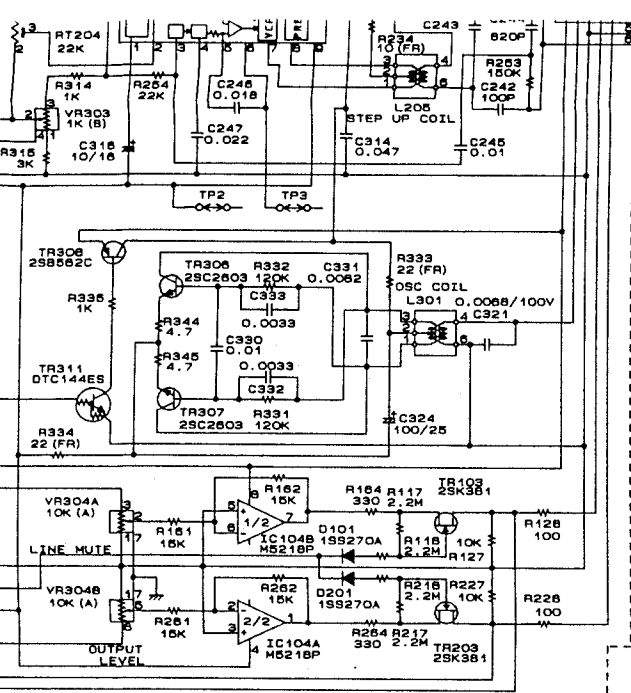 RT204
22K
C243
820P
R234
10 (FR)
R253
150K
C242
100P
R314
1K
R254
22K
C246
0.018
VR303
1K (B)
C247
0.022
L205
STEP UP COIL
R315
3K
C316
10/16
C314
0.047
C245
0.01
TP2
TP3
TR308
2SB562C
TR306
2SC2603
R332
120K
C331
0.0082
R333
22 (FR)
OSC COIL
L301
0.0068/100V
C321
R335
1K
C333
0.0033
R344
4.7
C330
0.01
R345
4.7
0.0033
C332
TR311
DTC144ES
TR307
2SC2603
R331
120K
C324
100/25
R334
22 (FR)
VR304A
10K (A)
R162
15K
R164
330
R117
2.2M
TR103
2SK381
R161
15K
1/2
IC104B
M5218P
D101
1SS270A
R116
2.2M
10K
R127
R128
100
LINE MUTE
VR304B
10K (A)
R262
15K
D201
1SS270A
R216
2.2M
R227
10K
R261
15K
2/2
IC104A
M5218P
R264
330
R217
2.2M
R228
100
TR203
2SK381
OUTPUT
LEVEL